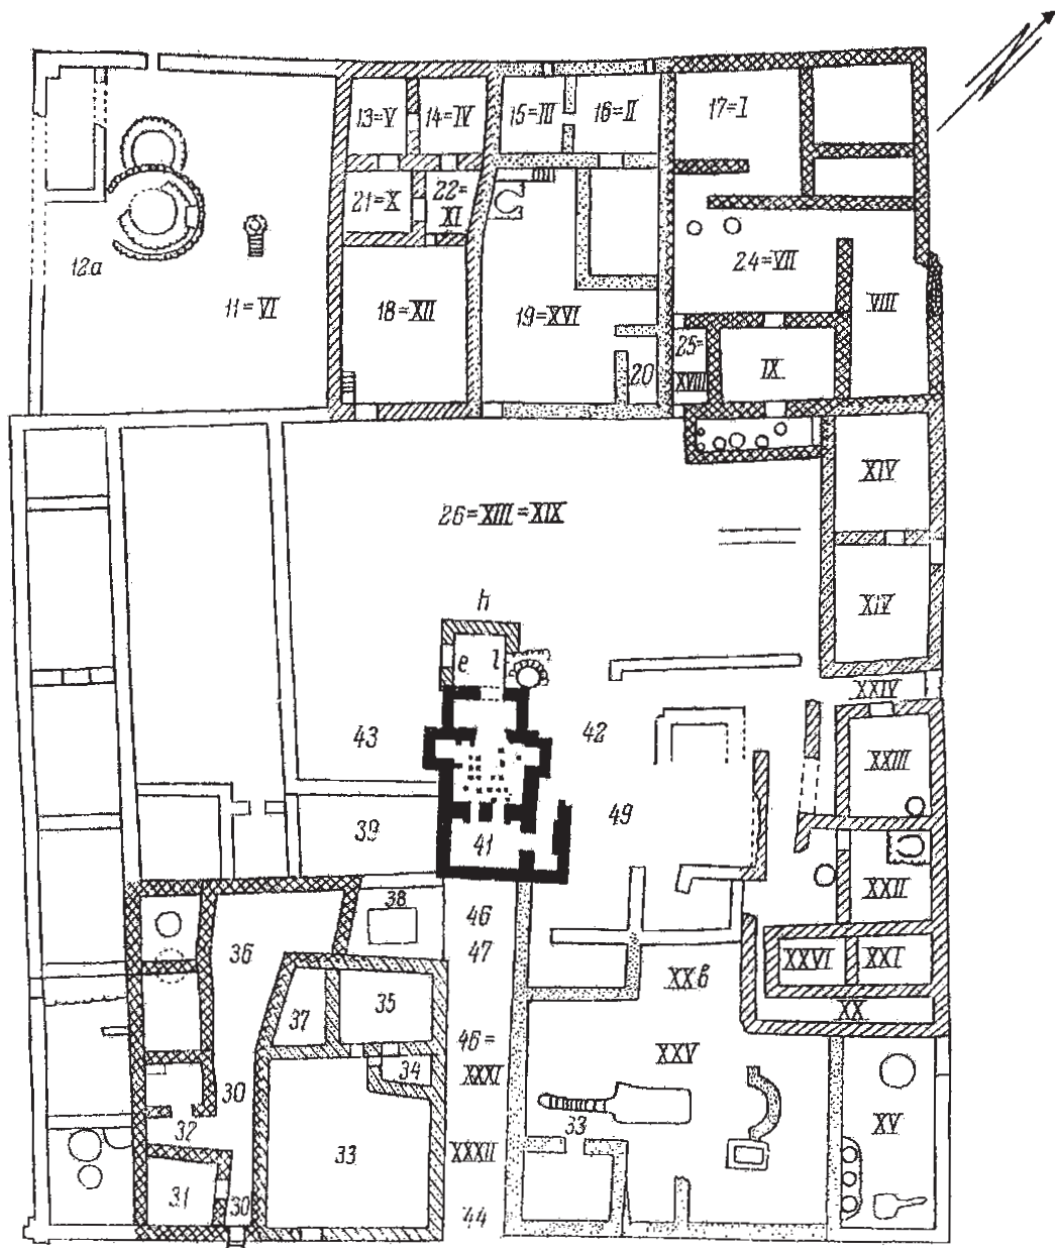 13=V
14=IV
15=III
16=II
17=I
21=X
22=
XI
12a
11=VI
18=XII
19=XVI
20
24=VII
VIII
25=
XVIII
IX
XIV
26=XIII=XIX
XIV
h
e
l
XXIV
43
42
XXIII
39
41
49
XXII
38
46
47
36
XXVI
XXI
XXв
XX
37
35
46=
XXXI
XXV
34
30
32
33
33
XV
XXXII
31
30
44